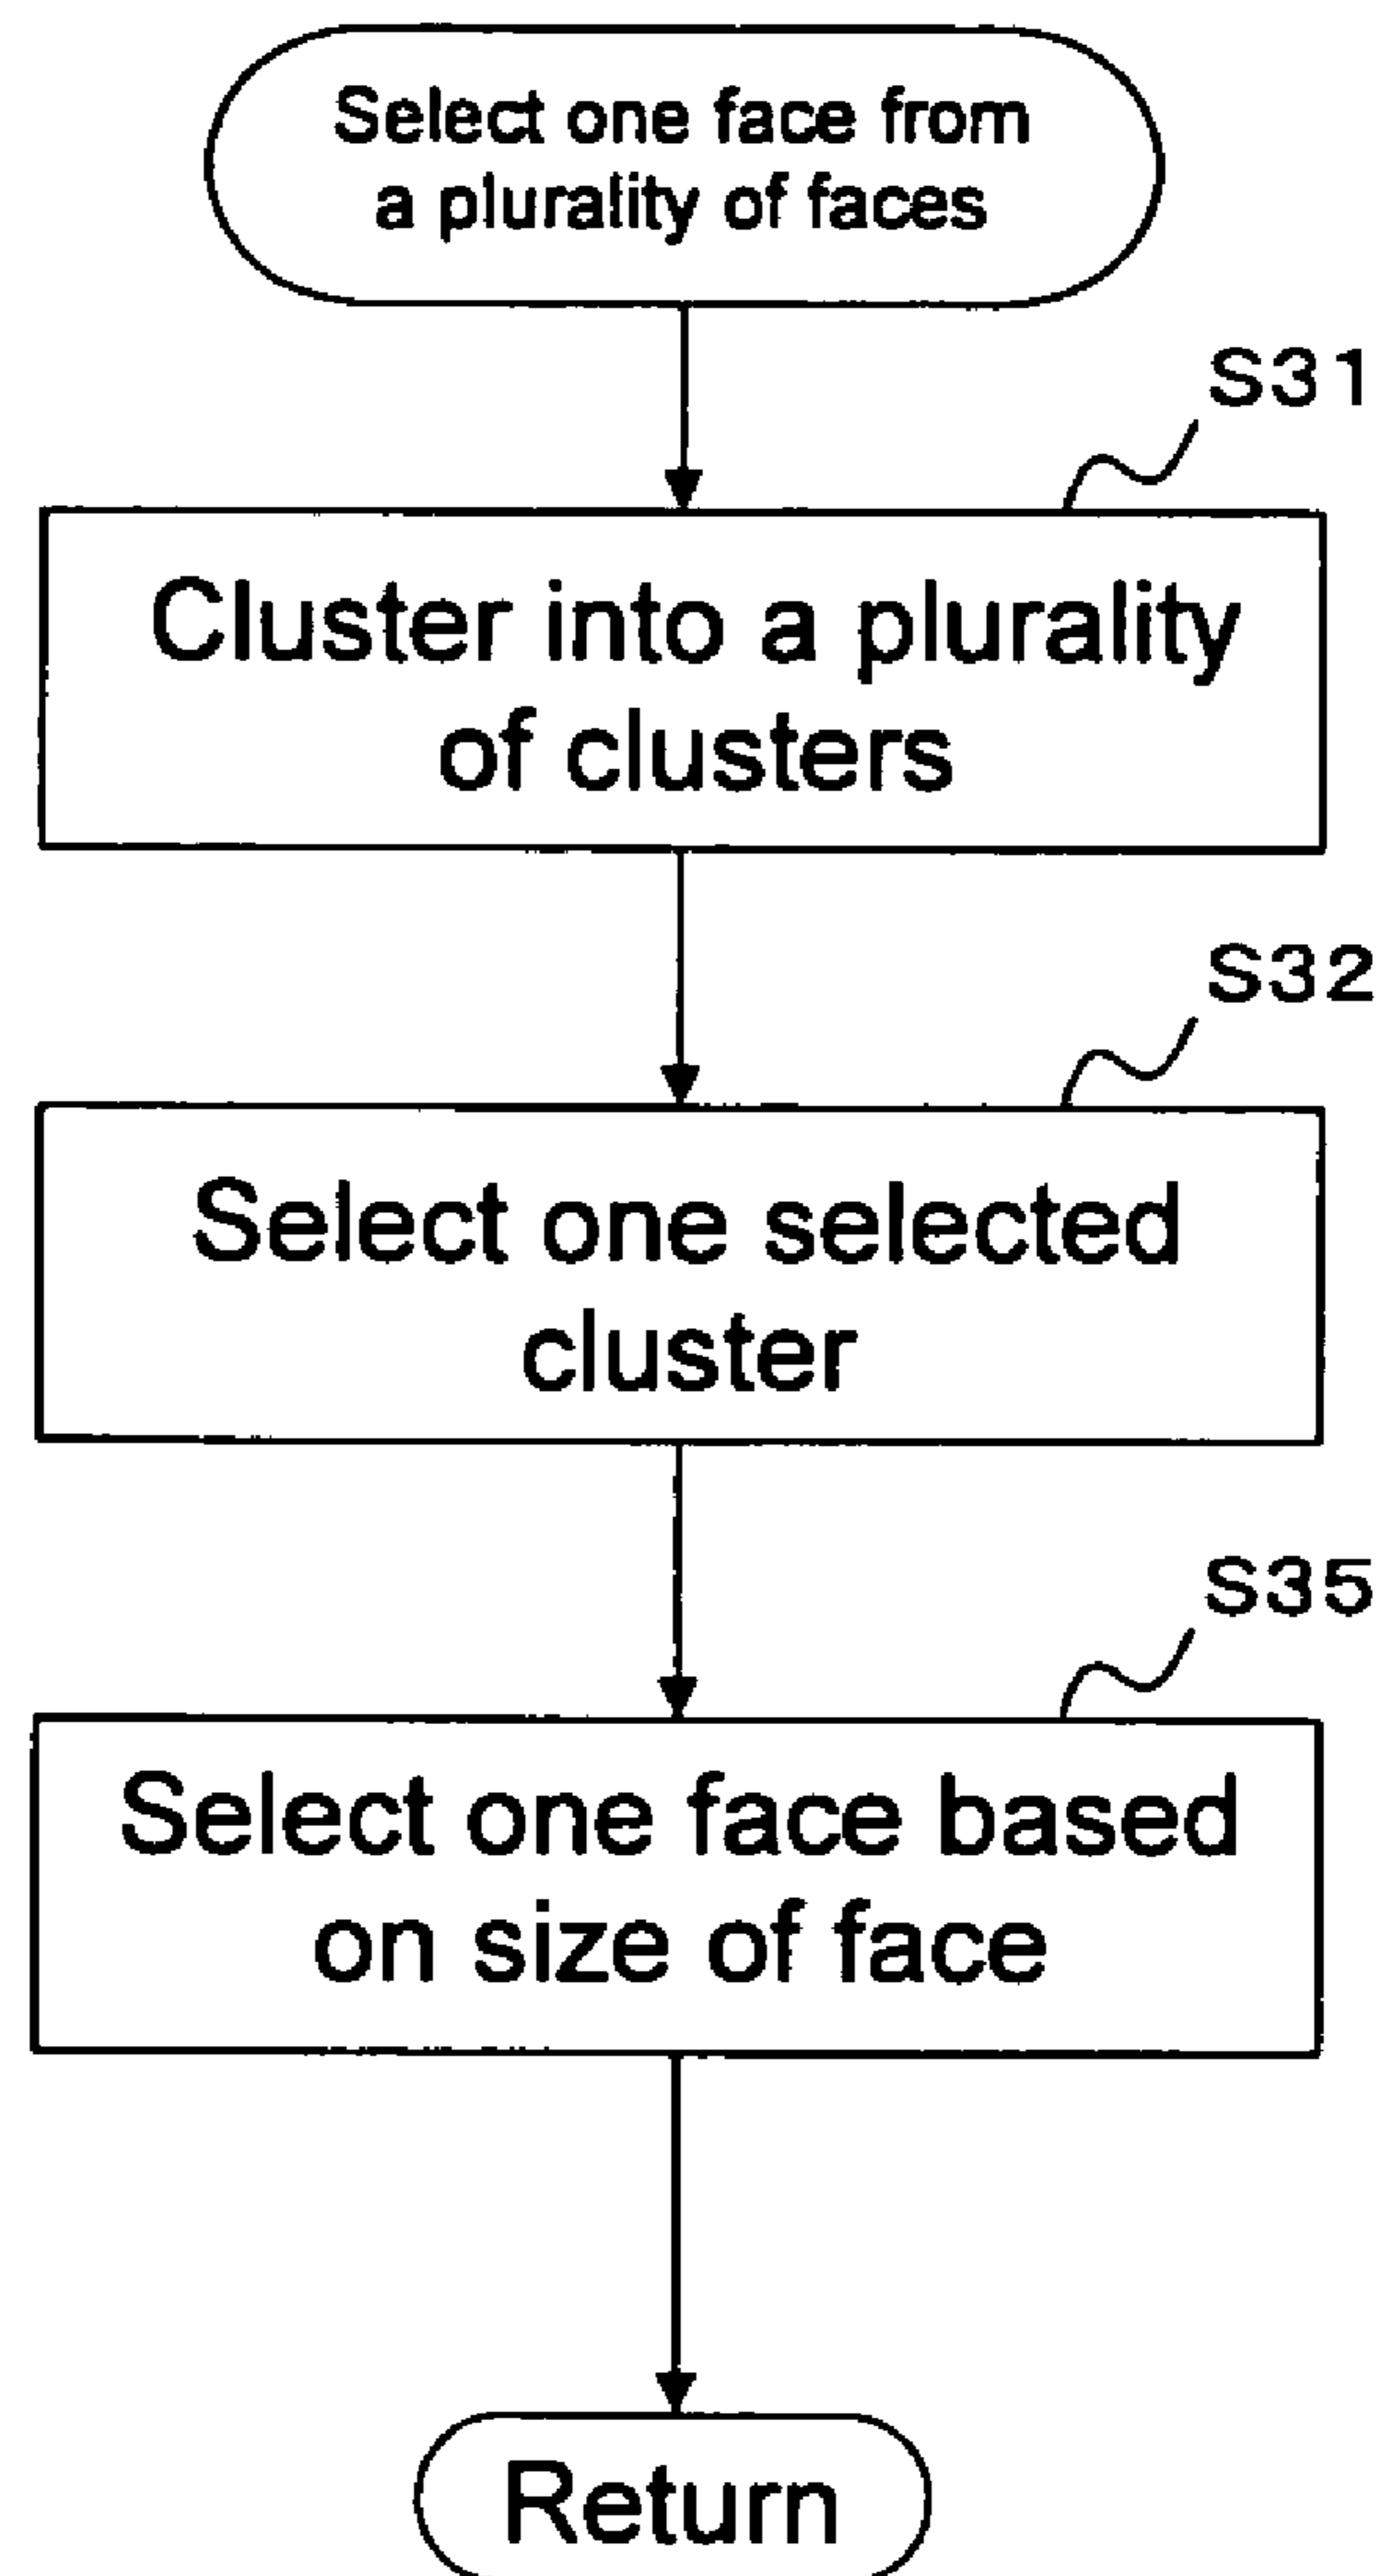 Select one face from
a plurality of faces
S31
Cluster into a plurality
of clusters
S32
Select one selected
cluster
S35
Select one face based
on size of face
Return